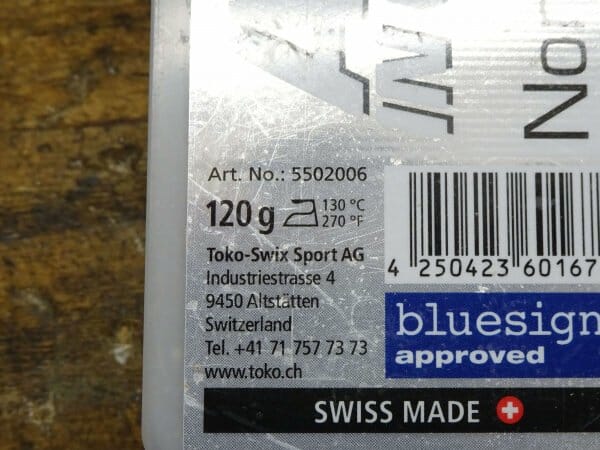 Nor
Art. No.: 5502006
120 g 130 °C
270 °F
Toko-Swix Sport AG
Industriestrasse 4
9450 Altstätten
Switzerland
Tel. +41 71 757 73 73
www.toko.ch
4 250423 60167
bluesign
approved
SWISS MADE